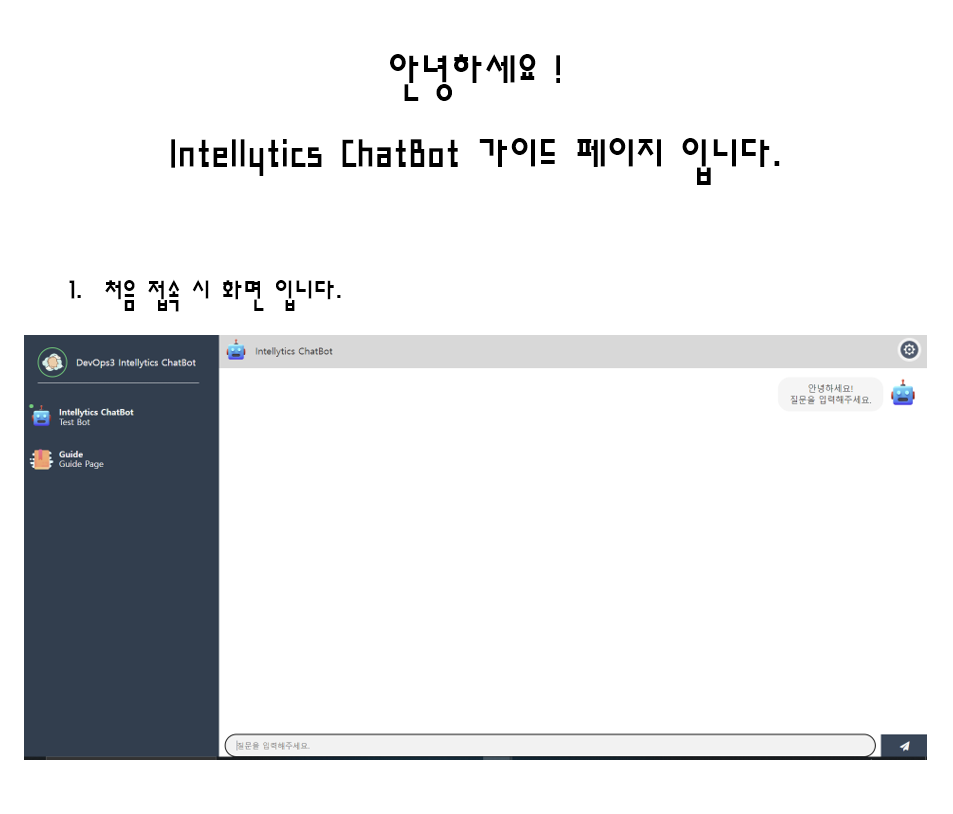 안녕하세요 !
Intellytics ChatBot 가이드 페이지 입니다.
1. 처음 접속 시 화면 입니다.
DevOps3 Intellytics ChatBot
Intellytics ChatBot
Test Bot
Guide
Guide Page
Intellytics ChatBot
안녕하세요!
질문을 입력해주세요.
질문을 입력해주세요.